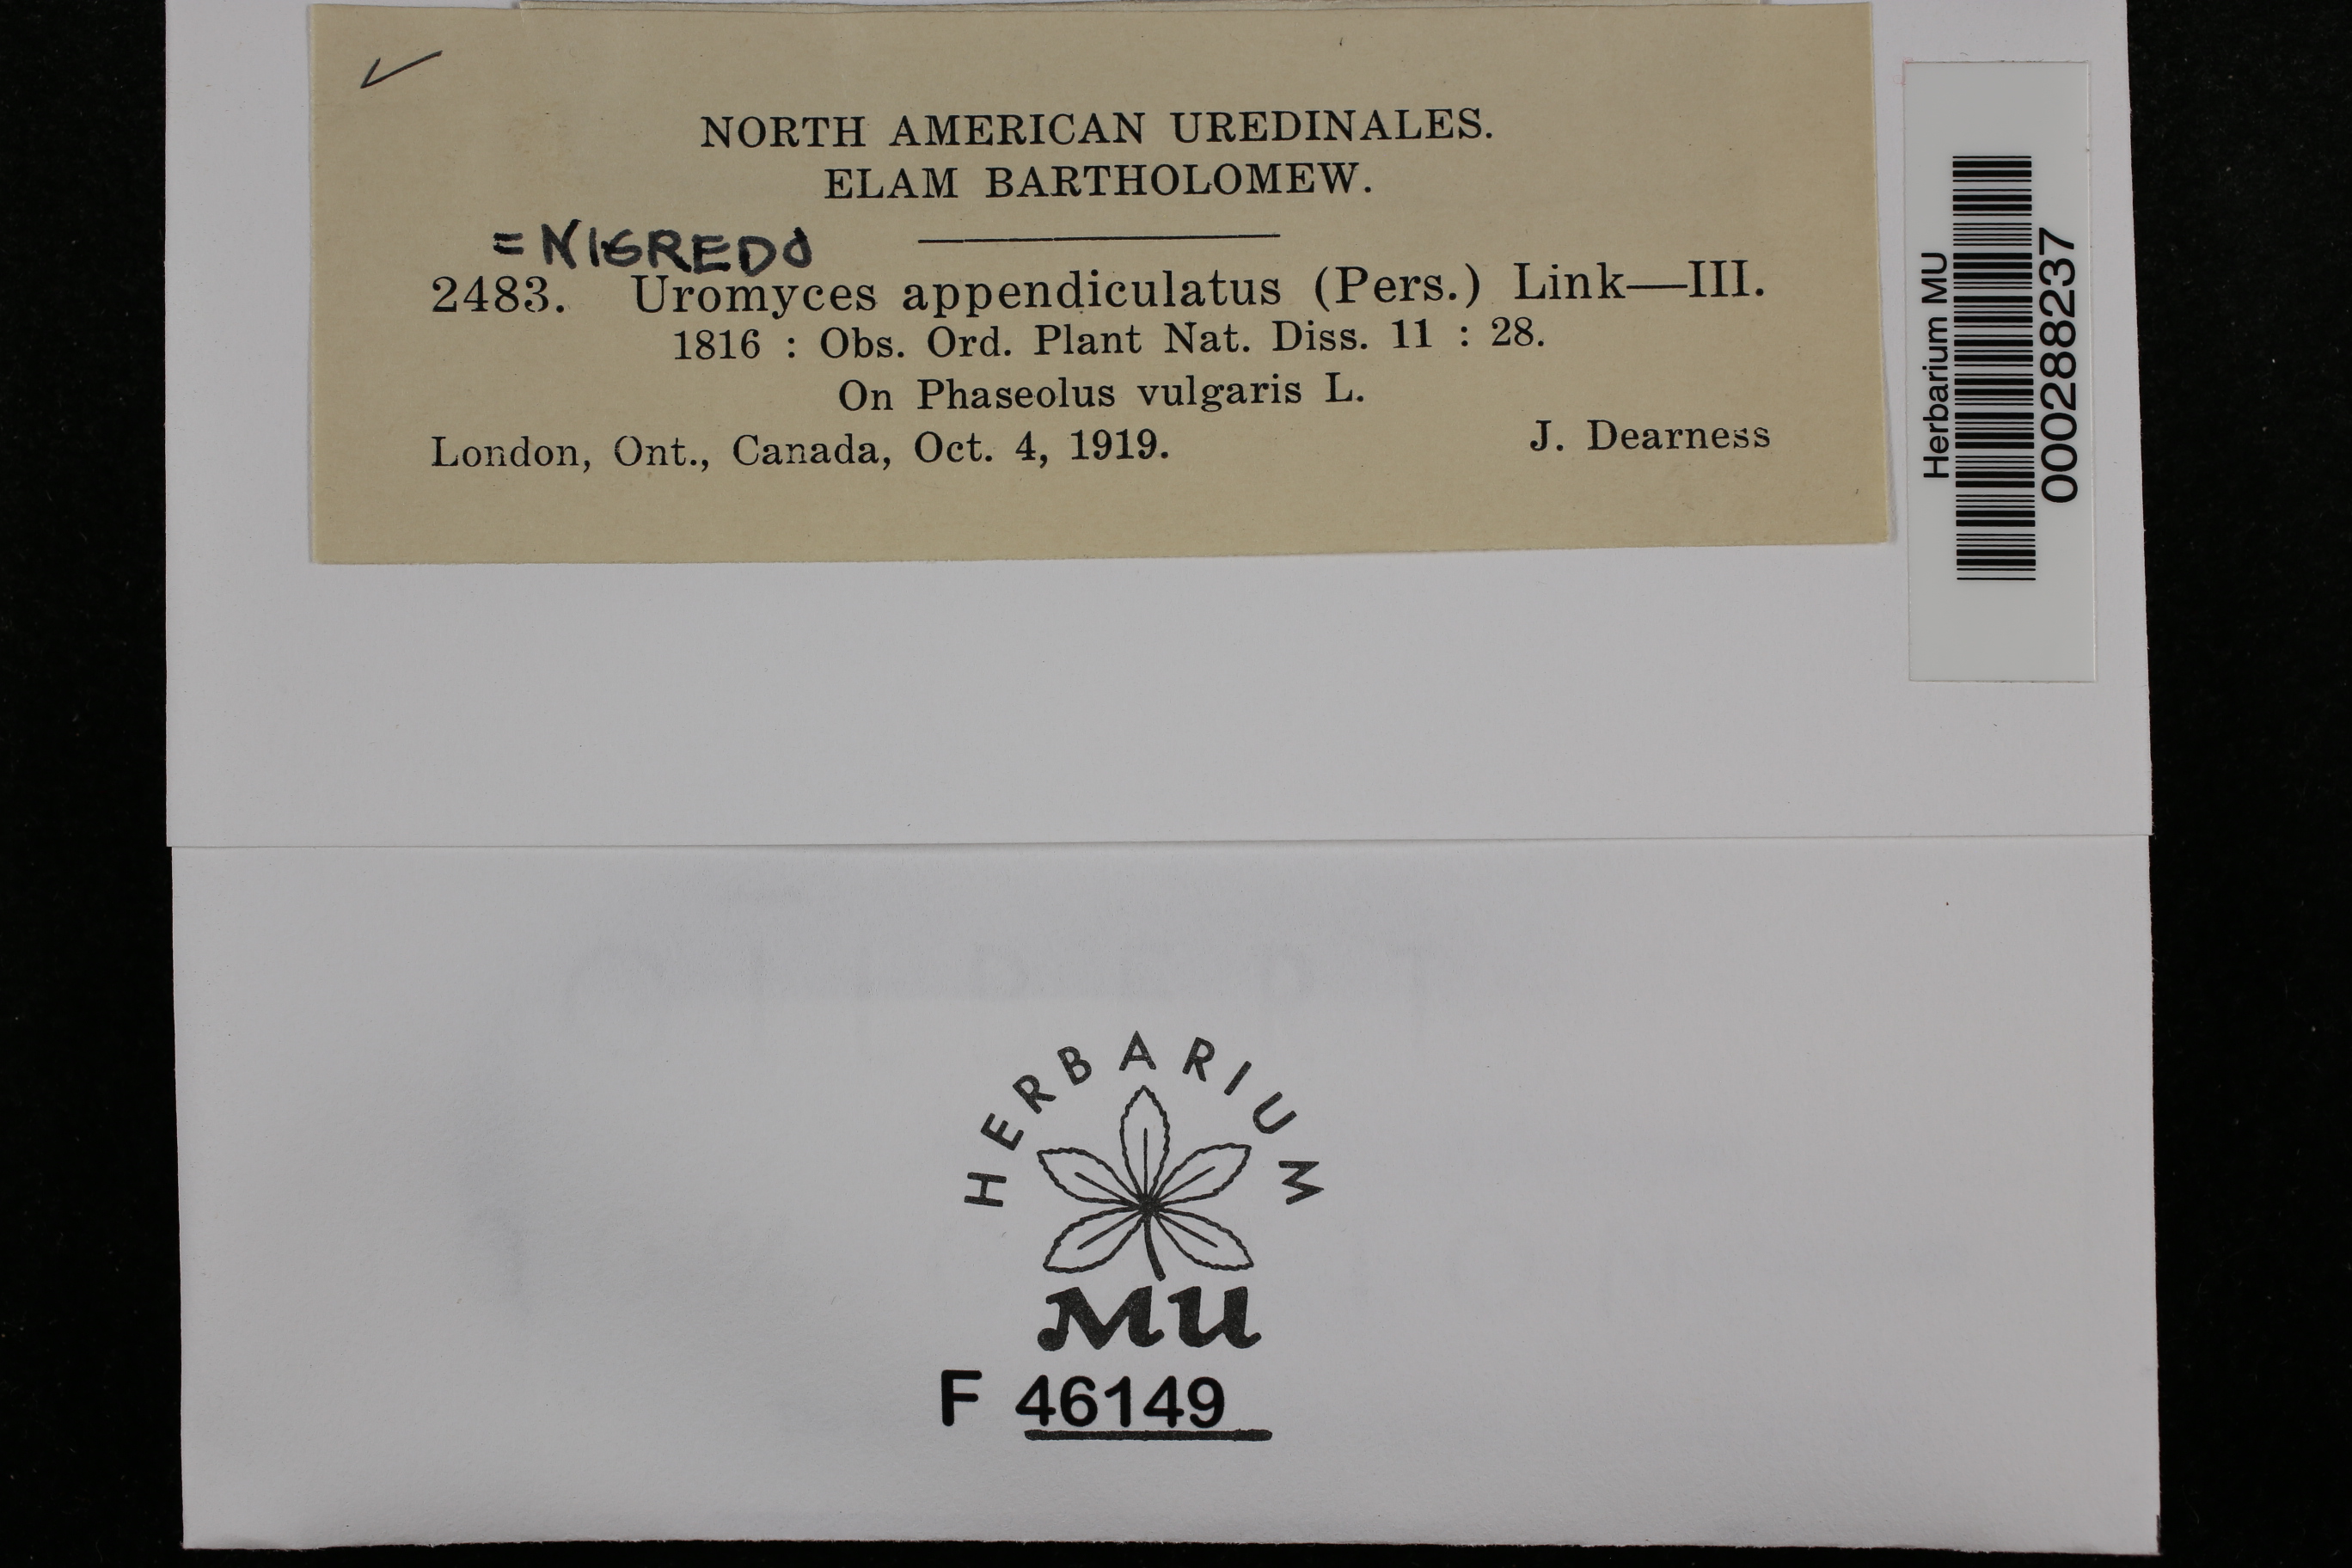 NORTH AMERICAN UREDINALES.
ELAM BARTHOLOMEW.
= NIGREDO
2483. Uromyces appendiculatus (Pers.) Link—III.
1816 : Obs. Ord. Plant Nat. Diss. 11 : 28.
On Phaseolus vulgaris L.
London, Ont., Canada, Oct. 4, 1919. J. Dearness
Herbarium MU
000288237
HERBARIUM
MU
F 46149